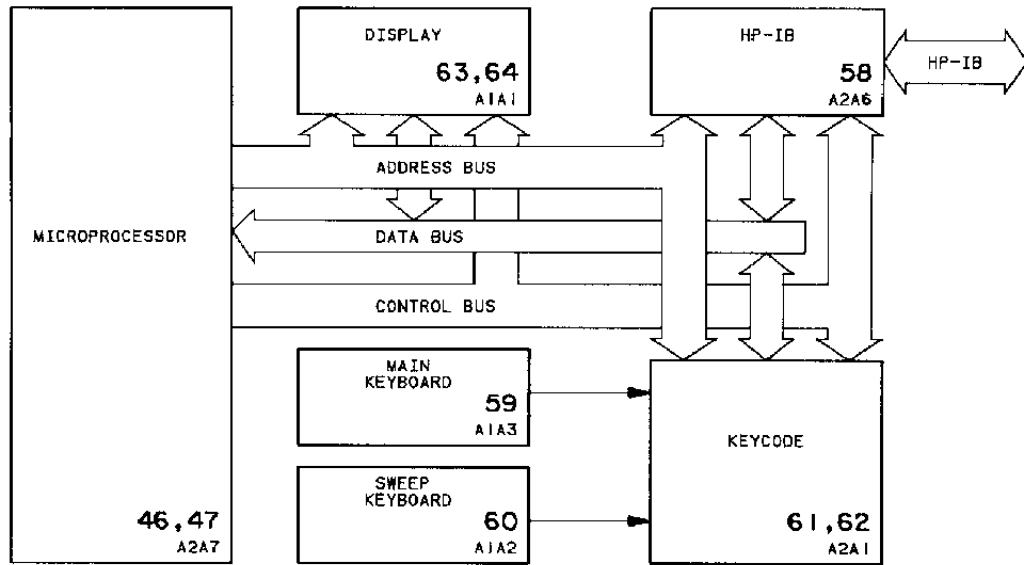 DISPLAY
63,64
A1A1
HP-IB
58
A2A6
HP-IB
ADDRESS BUS
MICROPROCESSOR
DATA BUS
CONTROL BUS
MAIN
KEYBOARD
59
A1A3
KEYCODE
SWEEP
KEYBOARD
60
A1A2
46,47
A2A7
61,62
A2A1